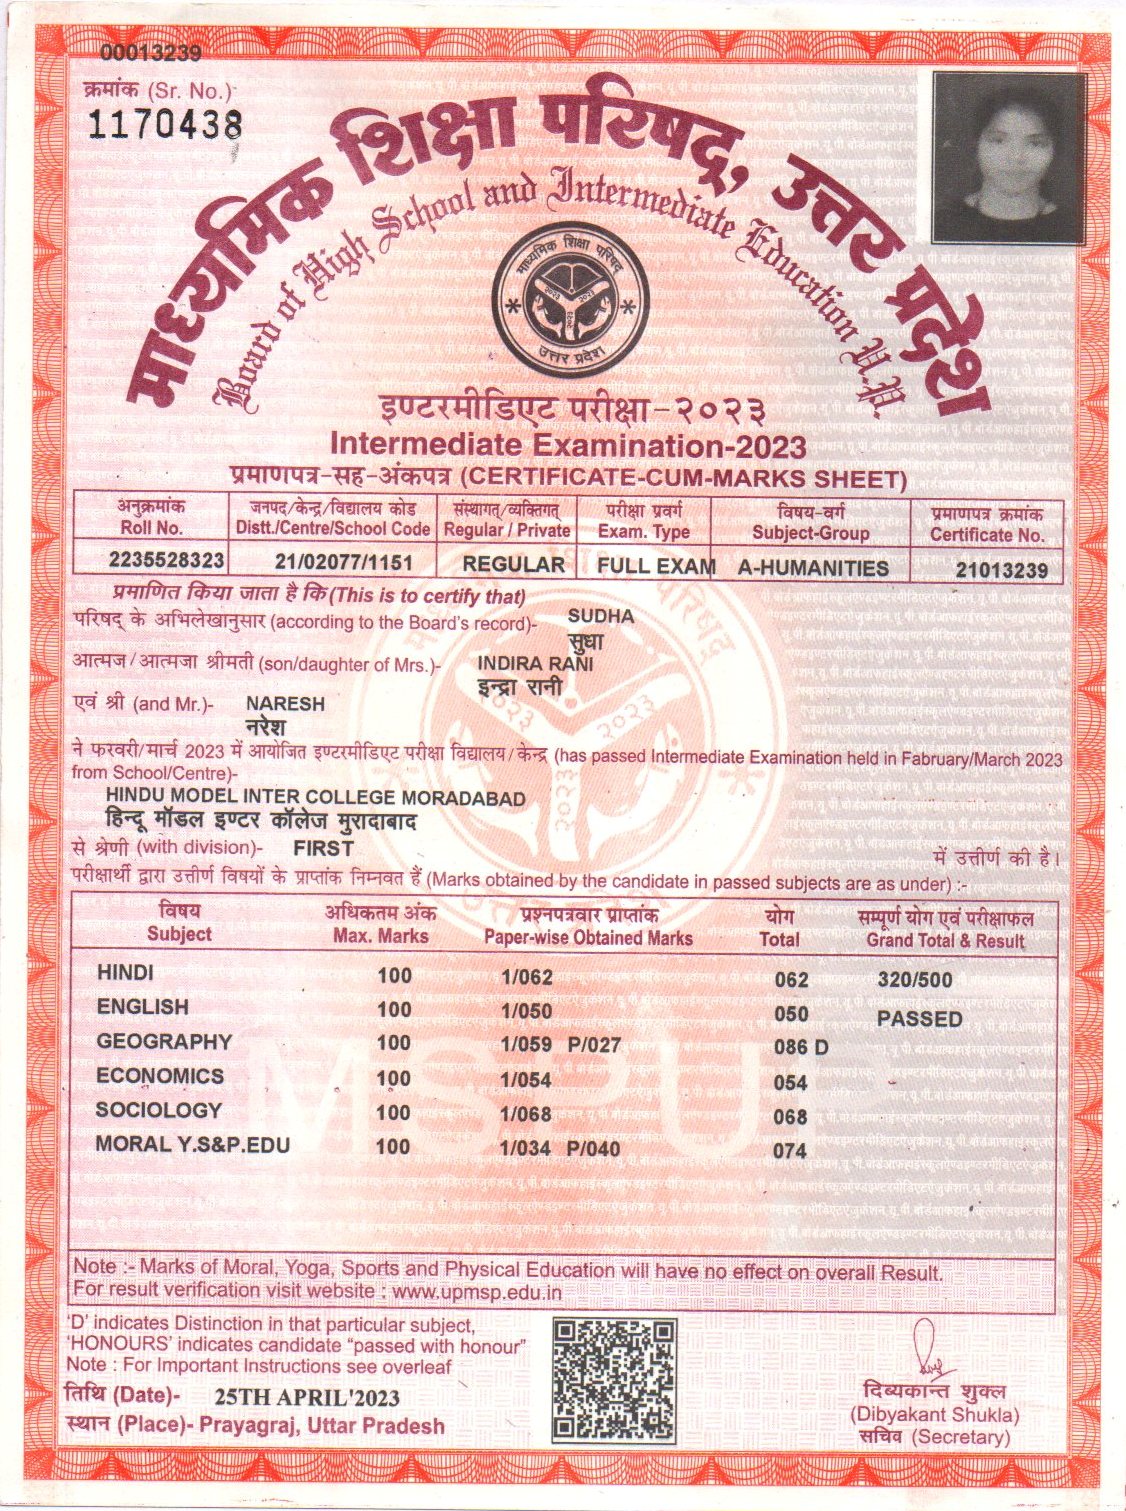 00013239
क्रमांक (Sr. No.)
1170438
माध्यमिक शिक्षा परिषद्, उत्तर प्रदेश
Board of High School and Intermediate Education U.P.
माध्यमिक शिक्षा परिषद
२०२३ २०२३
२०२३
उत्तर प्रदेश
इण्टरमीडिएट परीक्षा-२०२३
Intermediate Examination-2023
प्रमाणपत्र-सह-अंकपत्र (CERTIFICATE-CUM-MARKS SHEET)
अनुक्रमांक जनपद/केन्द्र/विद्यालय कोड संस्थागत्/व्यक्तिगत् परीक्षा प्रवर्ग विषय-वर्ग प्रमाणपत्र क्रमांक
Roll No. Distt./Centre/School Code Regular / Private Exam. Type Subject-Group Certificate No.
2235528323 21/02077/1151 REGULAR FULL EXAM A-HUMANITIES 21013239
प्रमाणित किया जाता है कि (This is to certify that)
परिषद् के अभिलेखानुसार (according to the Board's record)- SUDHA
सुधा
आत्मज/आत्मजा श्रीमती (son/daughter of Mrs.)- INDIRA RANI
इन्द्रा रानी
एवं श्री (and Mr.)- NARESH
नरेश
ने फरवरी/मार्च 2023 में आयोजित इण्टरमीडिएट परीक्षा विद्यालय/केन्द्र (has passed Intermediate Examination held in Fabruary/March 2023
from School/Centre)-
HINDU MODEL INTER COLLEGE MORADABAD
हिन्दू मॉडल इण्टर कॉलेज मुरादाबाद
से श्रेणी (with division)- FIRST में उत्तीर्ण की है।
परीक्षार्थी द्वारा उत्तीर्ण विषयों के प्राप्तांक निम्नवत हैं (Marks obtained by the candidate in passed subjects are as under) :-
विषय अधिकतम अंक प्रश्नपत्रवार प्राप्तांक योग सम्पूर्ण योग एवं परीक्षाफल
Subject Max. Marks Paper-wise Obtained Marks Total Grand Total & Result
HINDI 100 1/062 062 320/500
ENGLISH 100 1/050 050 PASSED
GEOGRAPHY 100 1/059 P/027 086 D
ECONOMICS 100 1/054 054
SOCIOLOGY 100 1/068 068
MORAL Y.S&P.EDU 100 1/034 P/040 074
Note :- Marks of Moral, Yoga, Sports and Physical Education will have no effect on overall Result.
For result verification visit website : www.upmsp.edu.in
'D' indicates Distinction in that particular subject,
'HONOURS' indicates candidate "passed with honour"
Note : For Important Instructions see overleaf
तिथि (Date)- 25TH APRIL'2023
स्थान (Place)- Prayagraj, Uttar Pradesh
दिब्यकान्त शुक्ल
(Dibyakant Shukla)
सचिव (Secretary)